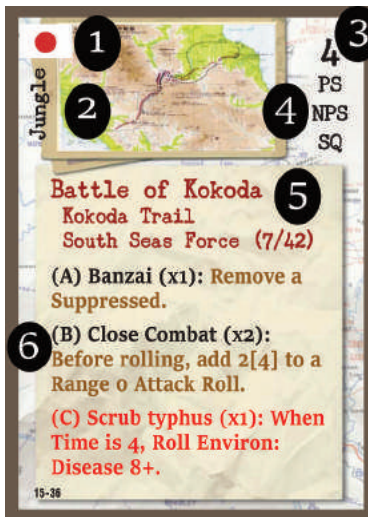 1
3
4
PS
NPS
SQ
Jungle
2
4
Battle of Kokoda
5
Kokoda Trail
South Seas Force (7/42)
(A) Banzai (x1): Remove a
Suppressed.
6
(B) Close Combat (x2):
Before rolling, add 2[4] to a
Range 0 Attack Roll.
(C) Scrub typhus (x1): When
Time is 4, Roll Environ:
Disease 8+.
15-36